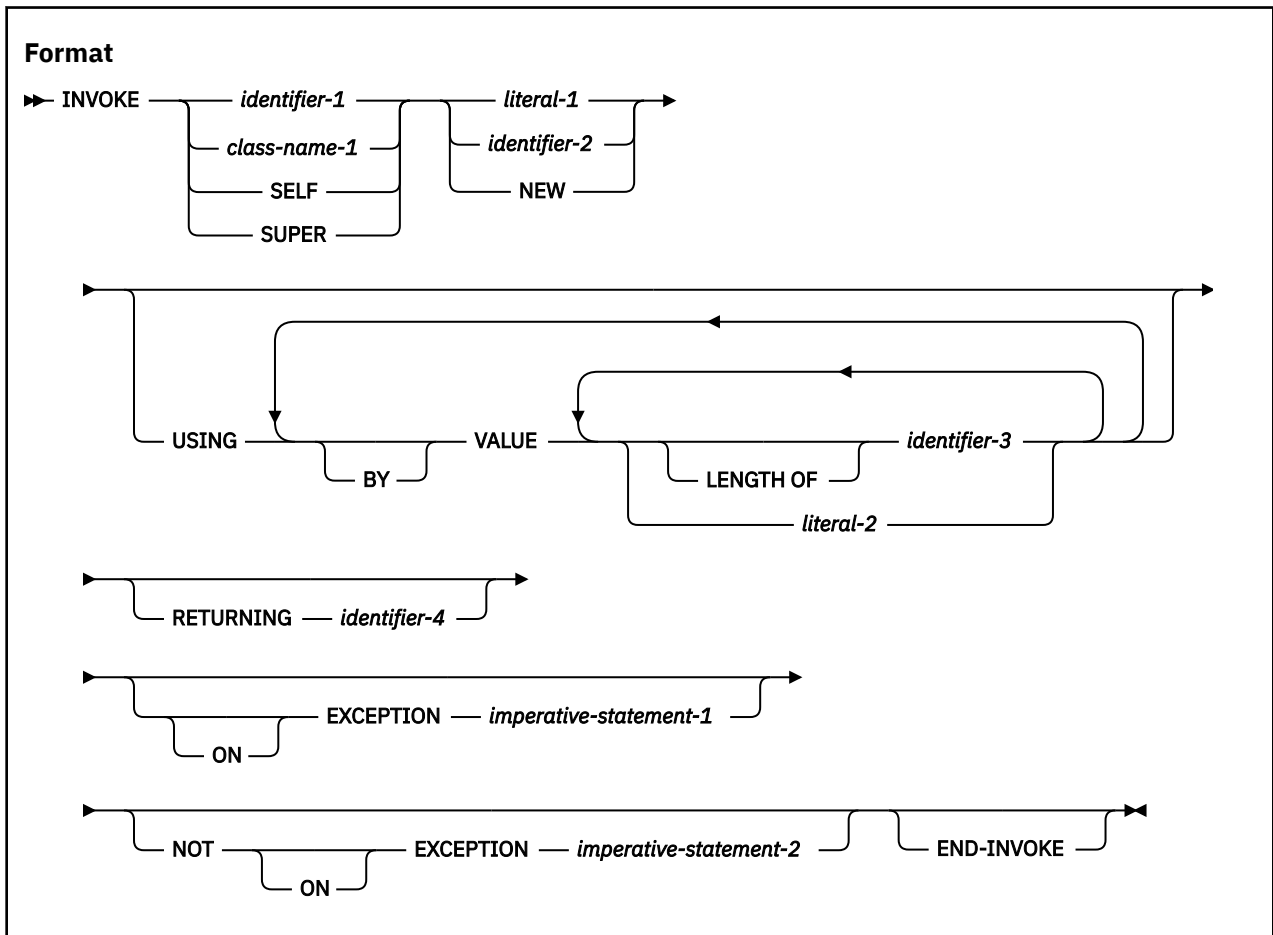 Format
INVOKE identifier-1 literal-1
class-name-1 identifier-2
SELF NEW
SUPER
USING VALUE identifier-3
BY LENGTH OF
literal-2
RETURNING identifier-4
EXCEPTION imperative-statement-1
ON
NOT EXCEPTION imperative-statement-2 END-INVOKE
ON